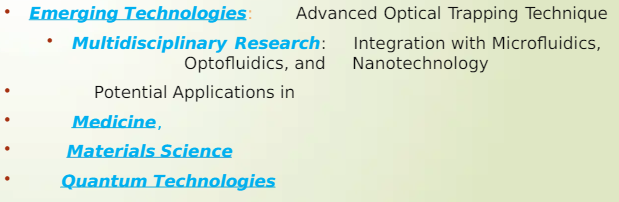 • Emerging Technologies: Advanced Optical Trapping Technique
• Multidisciplinary Research: Integration with Microfluidics,
Optofluidics, and Nanotechnology
• Potential Applications in
• Medicine,
• Materials Science
• Quantum Technologies